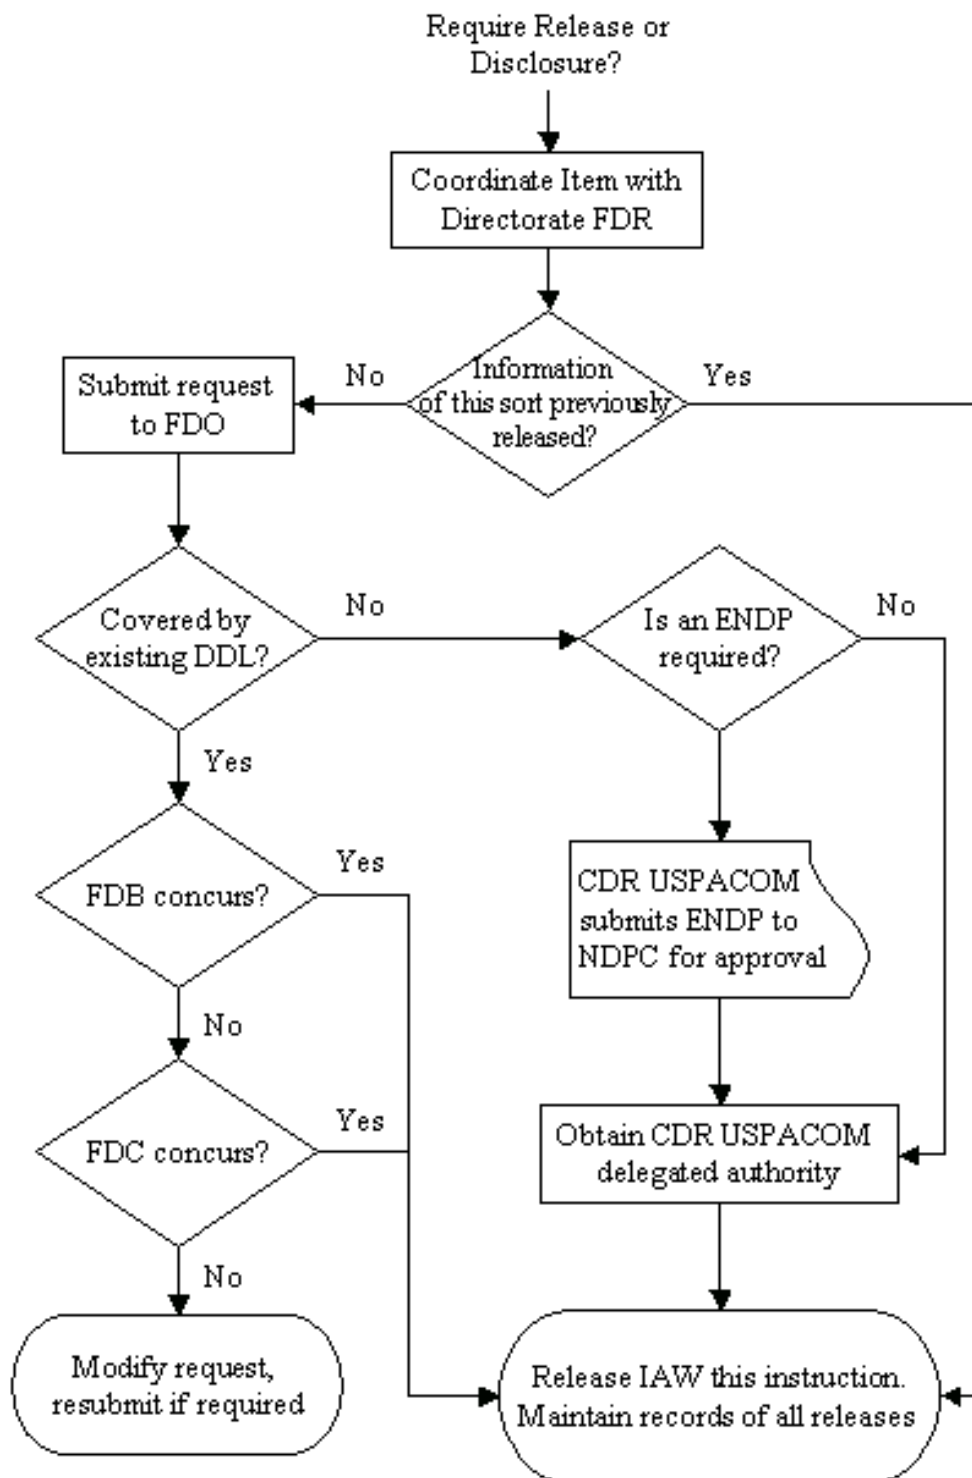 Require Release or
Disclosure?
Coordinate Item with
Directorate FDR
Information
of this sort previously
released?
No
Yes
Submit request
to FDO
Covered by
existing DDL?
No
Is an ENDP
required?
No
Yes
FDB concurs?
Yes
CDR USPACOM
submits ENDP to
NDPC for approval
No
FDC concurs?
Yes
Obtain CDR USPACOM
delegated authority
No
Modify request,
resubmit if required
Release IAW this instruction.
Maintain records of all releases